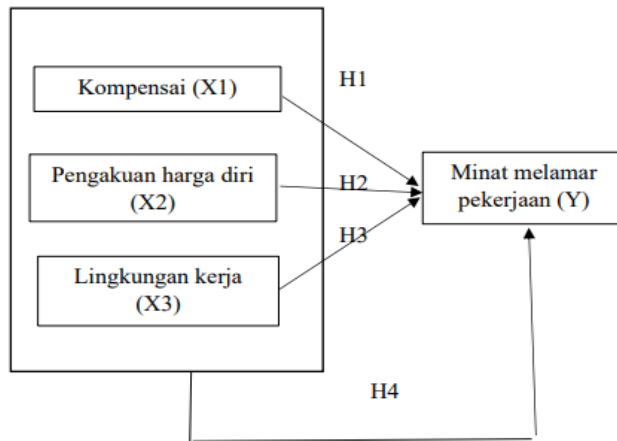 Kompensai (X1)
H1
Pengakuan harga diri
(X2)
H2
Minat melamar
pekerjaan (Y)
H3
Lingkungan kerja
(X3)
H4